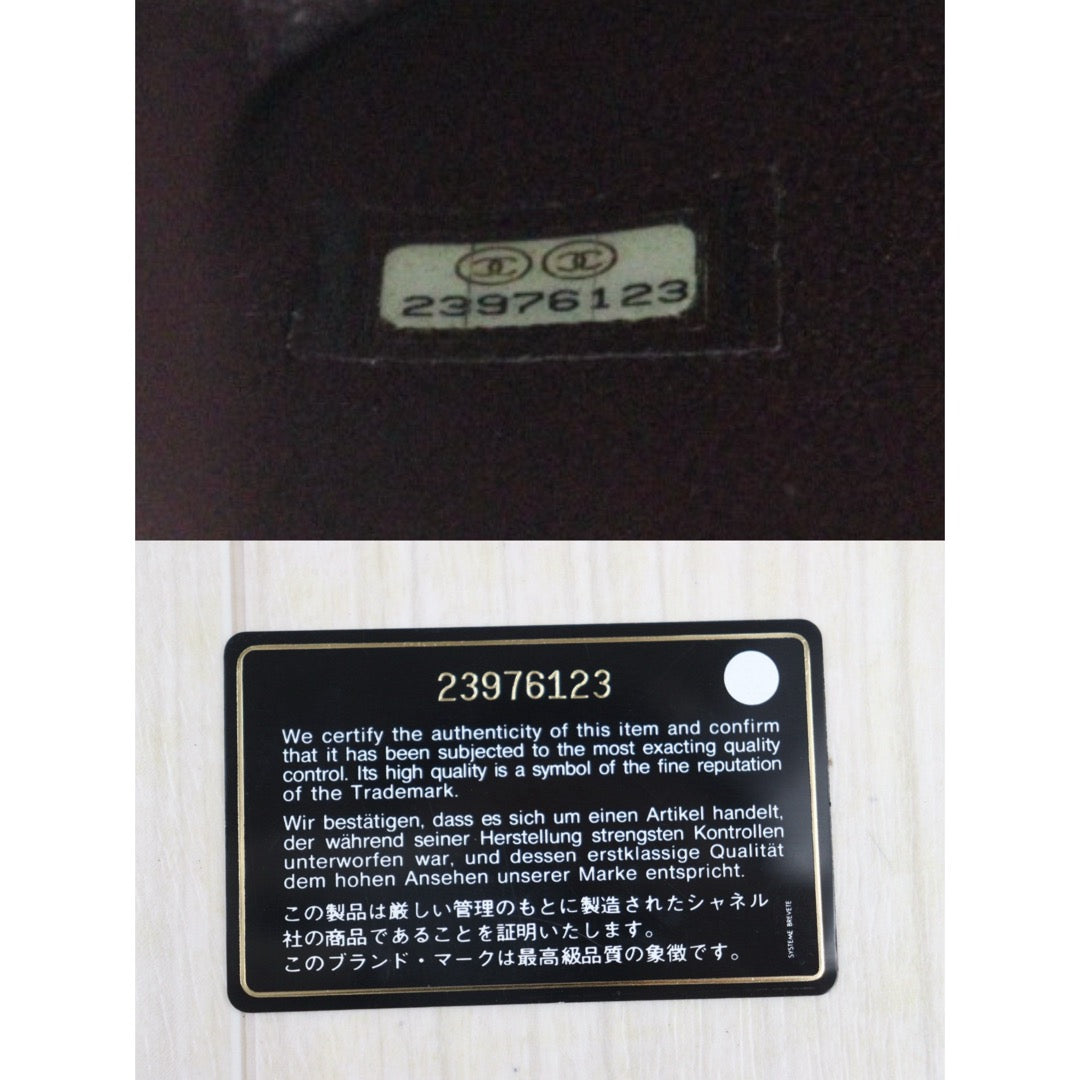 23976123
23976123
We certify the authenticity of this item and confirm
that it has been subjected to the most exacting quality
control. Its high quality is a symbol of the fine reputation
of the Trademark.
Wir bestätigen, dass es sich um einen Artikel handelt,
der während seiner Herstellung strengsten Kontrollen
unterworfen war, und dessen erstklassige Qualität
dem hohen Ansehen unserer Marke entspricht.
この製品は厳しい管理のもとに製造されたシャネル
社の商品であることを証明いたします。
このブランド・マークは最高級品質の象徴です。
SYSTEME BREVETE